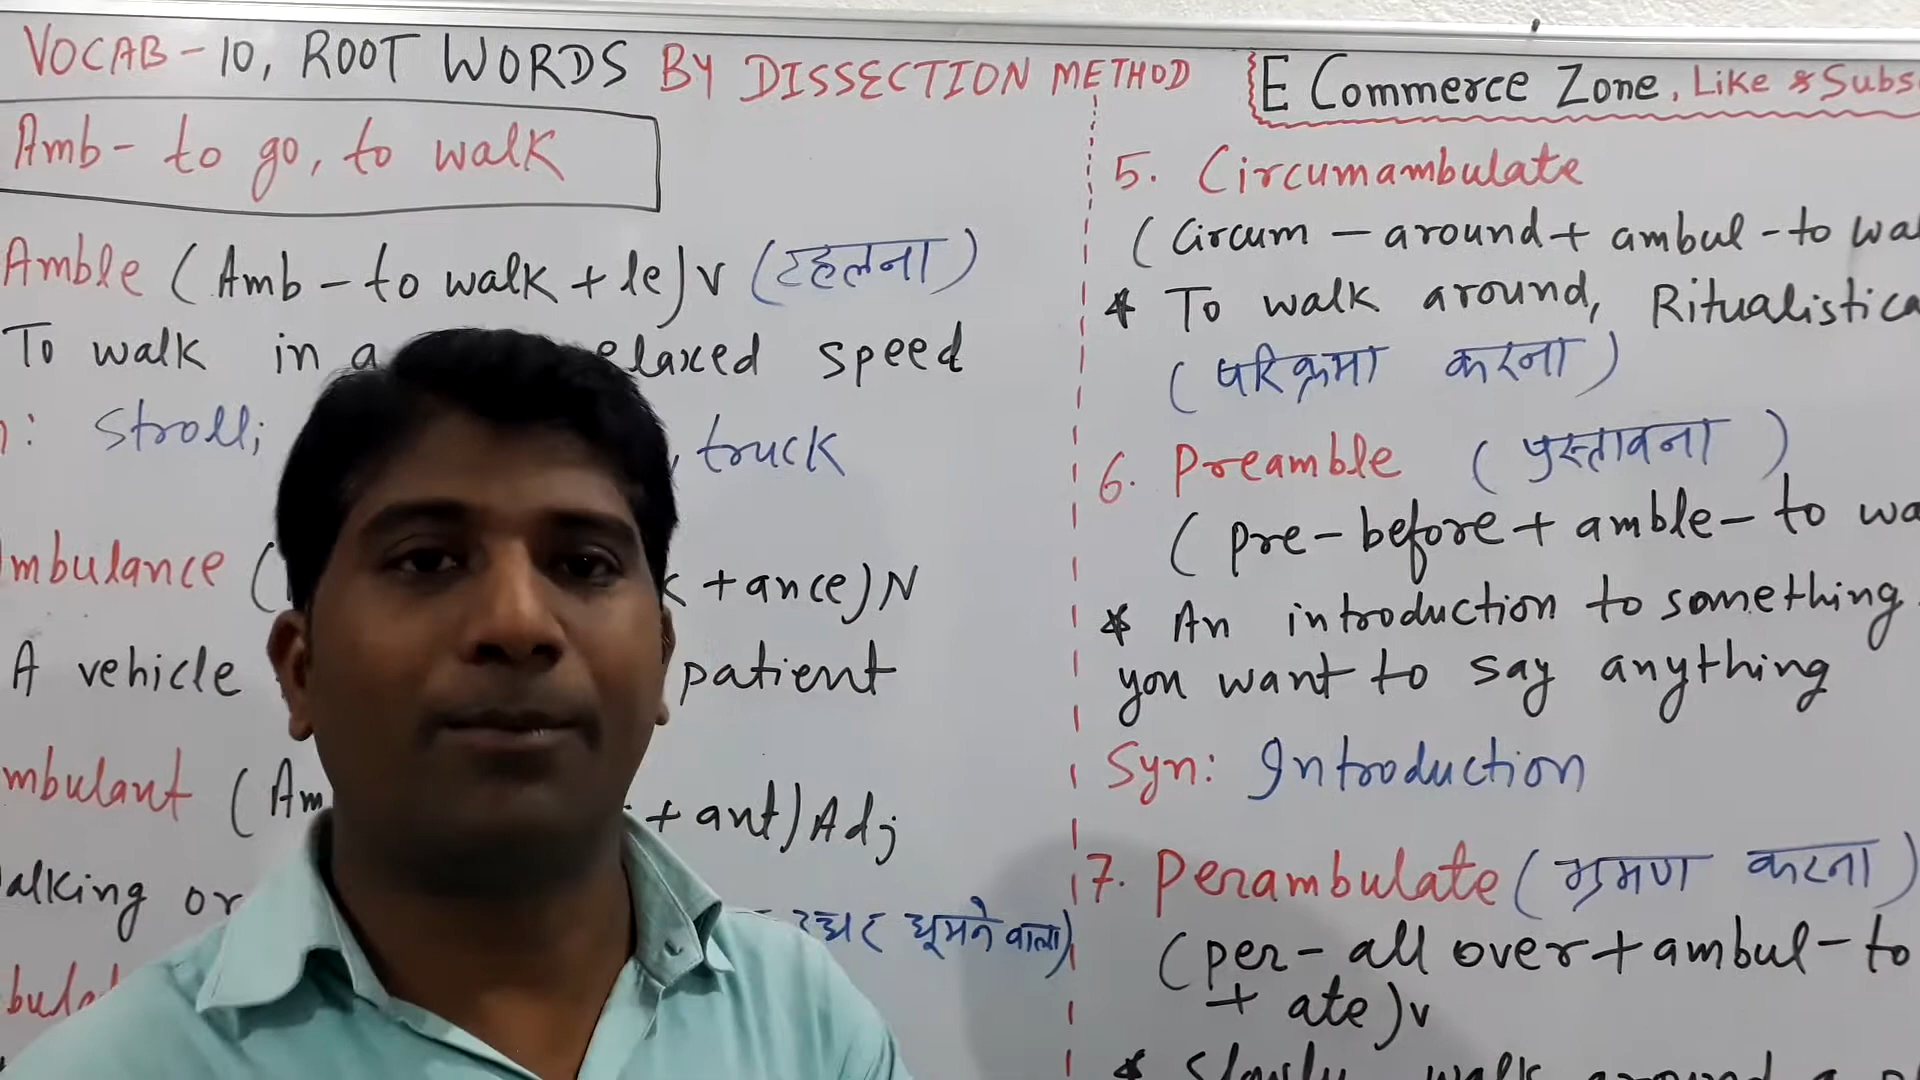 VOCAB-10, ROOT WORDS BY DISSECTION METHOD
E Commerce Zone, Like & Subs
Amb- to go, to walk
Amble (Amb-to walk + le) v (टहलना)
To walk in a elaxed speed
: Stroll; , truck
mbulance ( + ance) N
A vehicle patient
mbulant (Am + ant) Adj
alking or घूमने वाला)
5. Circumambulate
(Circum - around + ambul - to wa
* To walk around, Ritualistica
(परिक्रमा करना)
6. Preamble (प्रस्तावना)
(pre-before + amble- to wa
* An introduction to something
you want to say anything
Syn: Introduction
7. Perambulate (भ्रमण करना)
(per- all over + ambul - to
+ ate) v
* Slowly walk around a